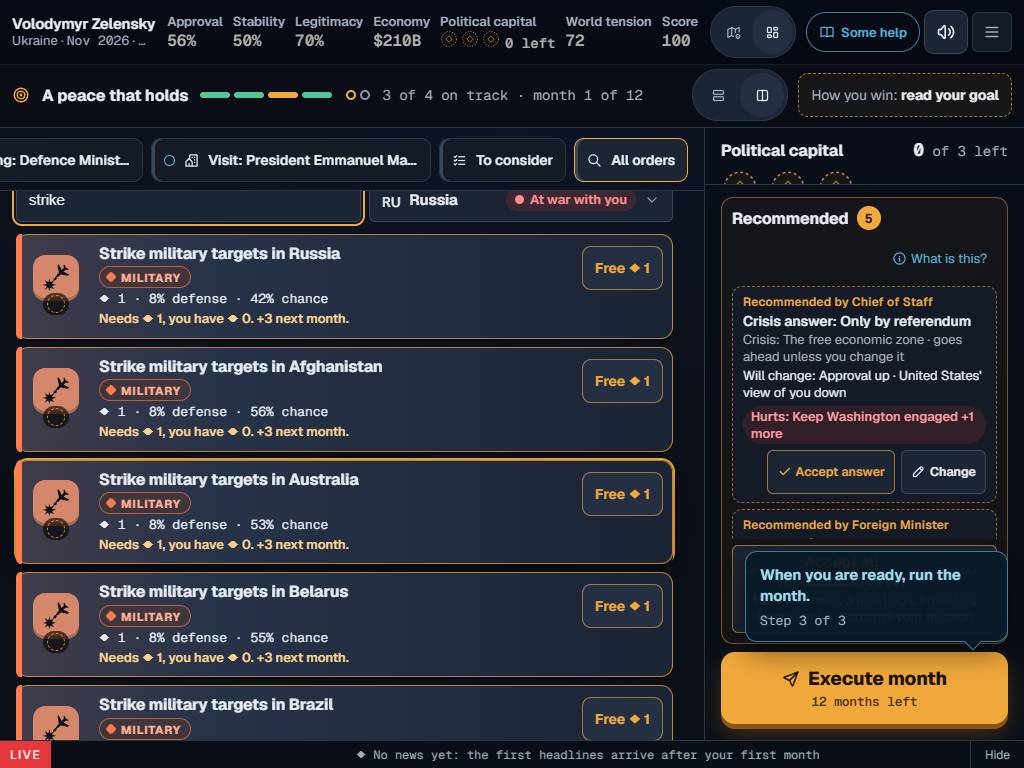 Volodymyr Zelensky
Ukraine · Nov 2026 · …
Approval
56%
Stability
50%
Legitimacy
70%
Economy
$210B
Political capital
0 left
World tension
72
Score
100
Some help
A peace that holds
3 of 4 on track · month 1 of 12
How you win: read your goal
ng: Defence Minist…
Visit: President Emmanuel Ma…
To consider
All orders
strike
RU Russia
At war with you
Strike military targets in Russia
MILITARY
1 · 8% defense · 42% chance
Needs 1, you have 0. +3 next month.
Free 1
Strike military targets in Afghanistan
MILITARY
1 · 8% defense · 56% chance
Needs 1, you have 0. +3 next month.
Free 1
Strike military targets in Australia
MILITARY
1 · 8% defense · 53% chance
Needs 1, you have 0. +3 next month.
Free 1
Strike military targets in Belarus
MILITARY
1 · 8% defense · 55% chance
Needs 1, you have 0. +3 next month.
Free 1
Strike military targets in Brazil
MILITARY
Free 1
Political capital
0 of 3 left
Recommended 5
What is this?
Recommended by Chief of Staff
Crisis answer: Only by referendum
Crisis: The free economic zone · goes
ahead unless you change it
Will change: Approval up · United States'
view of you down
Hurts: Keep Washington engaged +1
more
Accept answer
Change
Recommended by Foreign Minister
When you are ready, run the
month.
Step 3 of 3
Execute month
12 months left
LIVE
No news yet: the first headlines arrive after your first month
Hide